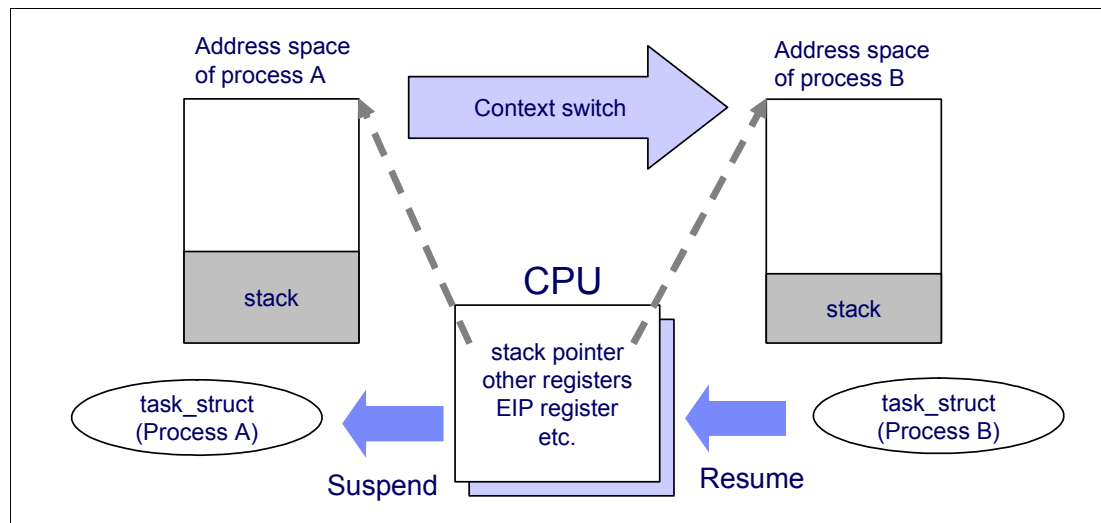 Address space
of process A
Context switch
Address space
of process B
stack
CPU
stack pointer
other registers
EIP register
etc.
stack
task_struct
(Process A)
Suspend
Resume
task_struct
(Process B)